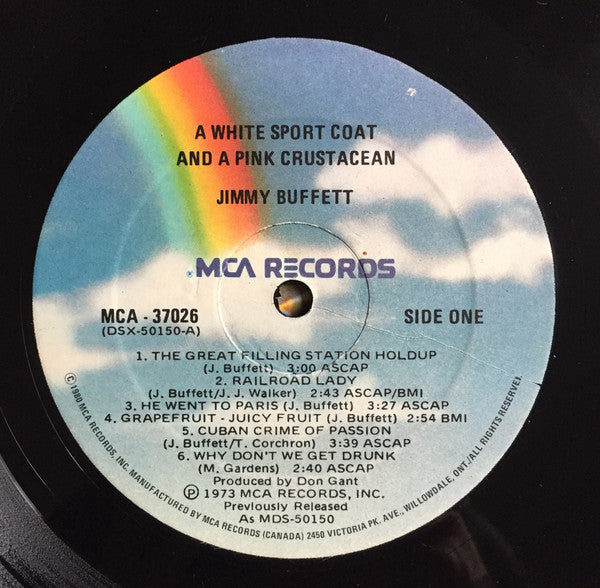 A WHITE SPORT COAT
AND A PINK CRUSTACEAN
JIMMY BUFFETT
MCA RECORDS
MCA - 37026
(DSX-50150-A)
SIDE ONE
1. THE GREAT FILLING STATION HOLDUP
(J. Buffett) 3:00 ASCAP
2. RAILROAD LADY
(J. Buffett/J. J. Walker) 2:43 ASCAP/BMI
3. HE WENT TO PARIS (J. Buffett) 3:27 ASCAP
4. GRAPEFRUIT - JUICY FRUIT (J. Buffett) 2:54 BMI
5. CUBAN CRIME OF PASSION
(J. Buffett/T. Corchron) 3:39 ASCAP
6. WHY DON'T WE GET DRUNK
(M. Gardens) 2:40 ASCAP
Produced by Don Gant
℗ 1973 MCA RECORDS, INC.
Previously Released
As MDS-50150
© 1980 MCA RECORDS, INC. MANUFACTURED BY MCA RECORDS (CANADA) 2450 VICTORIA PK. AVE., WILLOWDALE, ONT./ALL RIGHTS RESERVED.